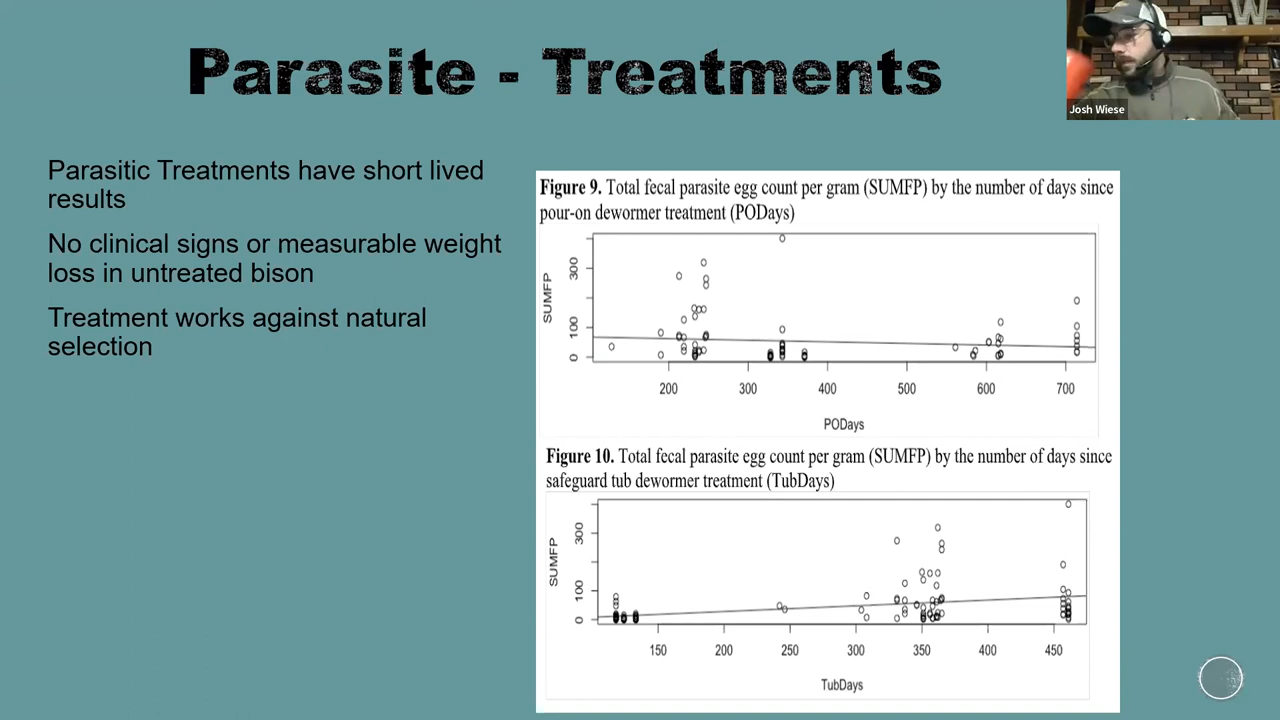 Parasite - Treatments
Josh Wiese
W
Parasitic Treatments have short lived
results
No clinical signs or measurable weight
loss in untreated bison
Treatment works against natural
selection
Figure 9. Total fecal parasite egg count per gram (SUMFP) by the number of days since
pour-on dewormer treatment (PODays)
SUMFP
300
100
0
200 300 400 500 600 700
PODays
Figure 10. Total fecal parasite egg count per gram (SUMFP) by the number of days since
safeguard tub dewormer treatment (TubDays)
SUMFP
300
100
0
150 200 250 300 350 400 450
TubDays